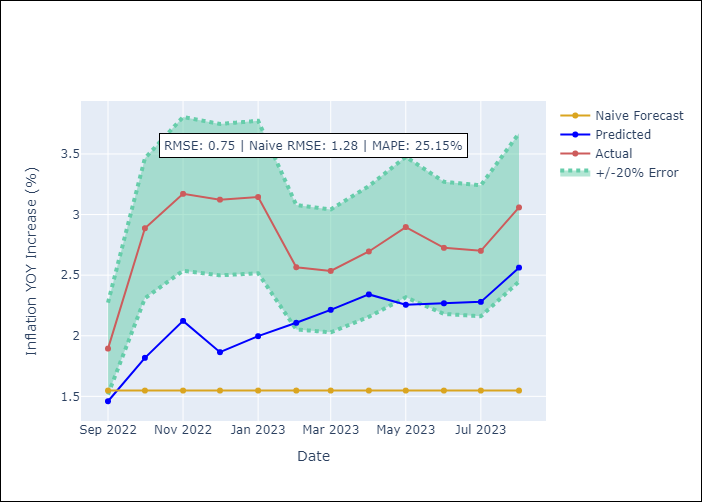 RMSE: 0.75 | Naive RMSE: 1.28 | MAPE: 25.15%
Naive Forecast
Predicted
Actual
+/-20% Error
Inflation YOY Increase (%)
3.5
3
2.5
2
1.5
Sep 2022 Nov 2022 Jan 2023 Mar 2023 May 2023 Jul 2023
Date